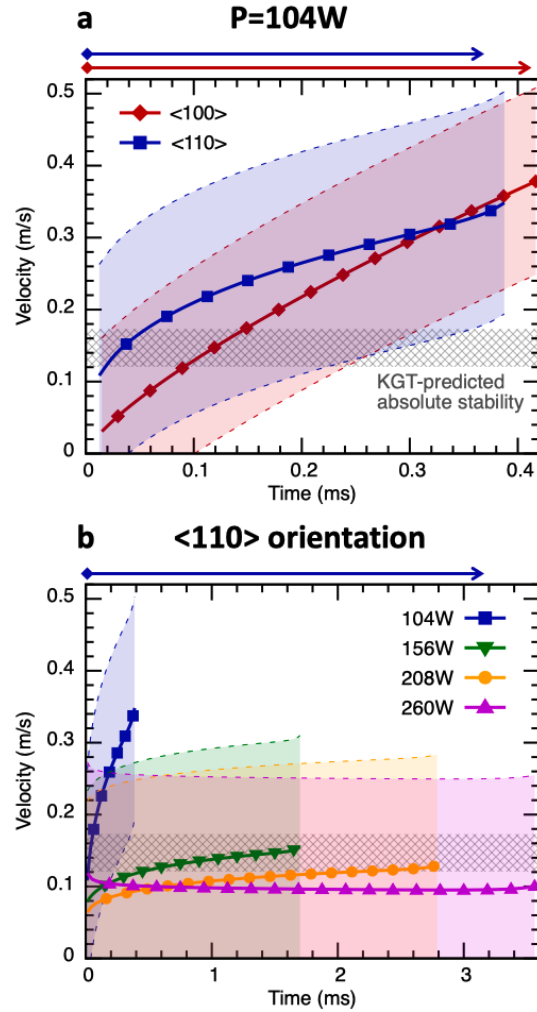 a P=104W
0.5
0.4
0.3
0.2
0.1
0
<100>
<110>
Velocity (m/s)
KGT-predicted
absolute stability
0 0.1 0.2 0.3 0.4
Time (ms)
b <110> orientation
0.5
0.4
0.3
0.2
0.1
0
104W
156W
208W
260W
Velocity (m/s)
0 1 2 3
Time (ms)